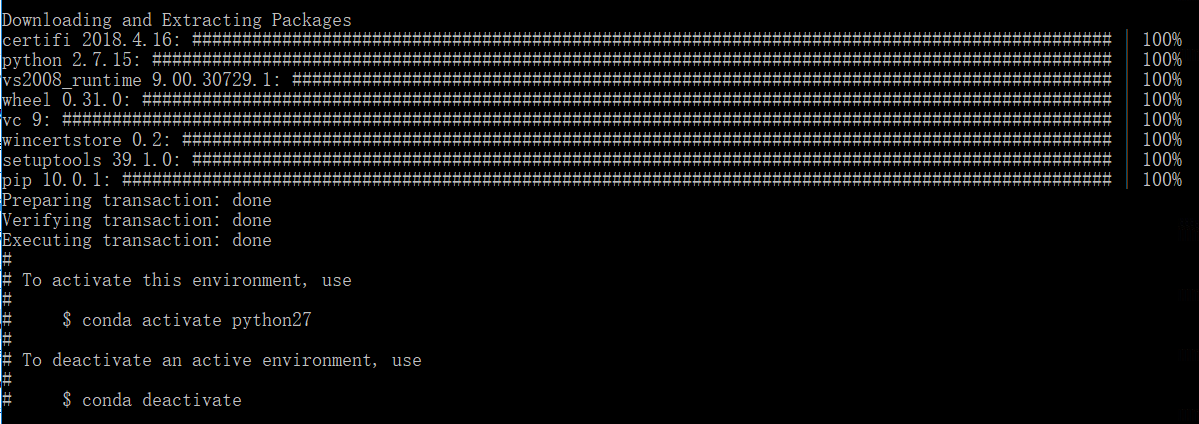 Downloading and Extracting Packages
certifi 2018.4.16: ############################################################################################ | 100%
python 2.7.15: ################################################################################################ | 100%
vs2008_runtime 9.00.30729.1: ################################################################################## | 100%
wheel 0.31.0: ################################################################################################# | 100%
vc 9: ######################################################################################################### | 100%
wincertstore 0.2: ############################################################################################# | 100%
setuptools 39.1.0: ############################################################################################ | 100%
pip 10.0.1: ################################################################################################### | 100%
Preparing transaction: done
Verifying transaction: done
Executing transaction: done
#
# To activate this environment, use
#
#     $ conda activate python27
#
# To deactivate an active environment, use
#
#     $ conda deactivate